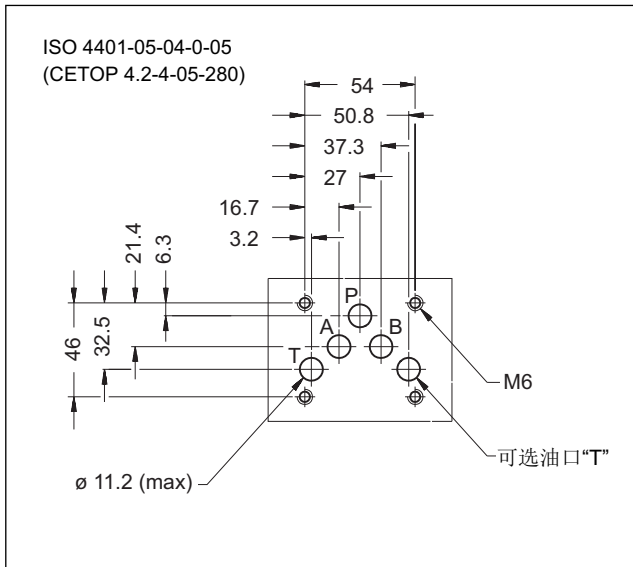 ISO 4401-05-04-0-05
(CETOP 4.2-4-05-280)
54
50.8
37.3
27
16.7
3.2
21.4
6.3
46
32.5
P
A
B
T
M6
可选油口“T”
ø 11.2 (max)